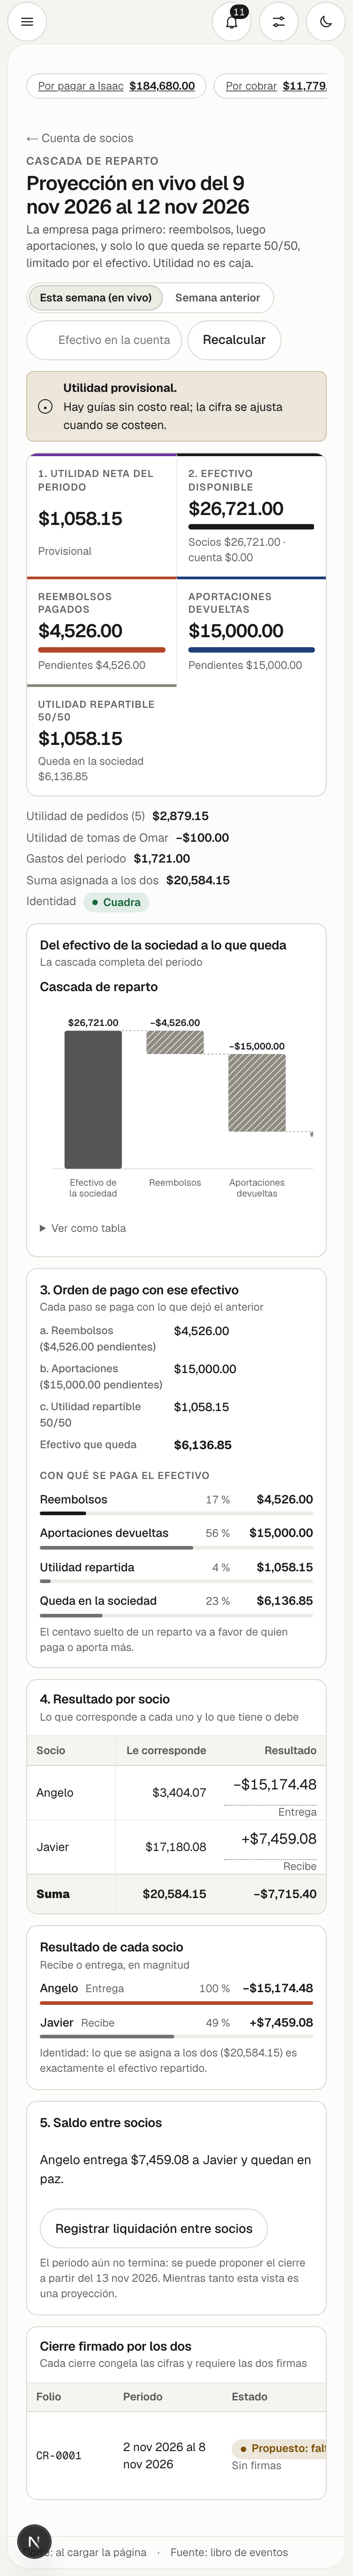 11
Por pagar a Isaac $184,680.00 Por cobrar $11,779.
← Cuenta de socios
CASCADA DE REPARTO
Proyección en vivo del 9
nov 2026 al 12 nov 2026
La empresa paga primero: reembolsos, luego
aportaciones, y solo lo que queda se reparte 50/50,
limitado por el efectivo. Utilidad no es caja.
Esta semana (en vivo) Semana anterior
Efectivo en la cuenta Recalcular
Utilidad provisional.
Hay guías sin costo real; la cifra se ajusta
cuando se costeen.
1. UTILIDAD NETA DEL
PERIODO
$1,058.15
Provisional
2. EFECTIVO
DISPONIBLE
$26,721.00
Socios $26,721.00 ·
cuenta $0.00
REEMBOLSOS
PAGADOS
$4,526.00
Pendientes $4,526.00
APORTACIONES
DEVUELTAS
$15,000.00
Pendientes $15,000.00
UTILIDAD REPARTIBLE
50/50
$1,058.15
Queda en la sociedad
$6,136.85
Utilidad de pedidos (5) $2,879.15
Utilidad de tomas de Omar −$100.00
Gastos del periodo $1,721.00
Suma asignada a los dos $20,584.15
Identidad Cuadra
Del efectivo de la sociedad a lo que queda
La cascada completa del periodo
Cascada de reparto
$26,721.00 −$4,526.00
−$15,000.00
Efectivo de
la sociedad
Reembolsos
Aportaciones
devueltas
▶ Ver como tabla
3. Orden de pago con ese efectivo
Cada paso se paga con lo que dejó el anterior
a. Reembolsos
($4,526.00 pendientes)
$4,526.00
b. Aportaciones
($15,000.00 pendientes)
$15,000.00
c. Utilidad repartible
50/50
$1,058.15
Efectivo que queda $6,136.85
CON QUÉ SE PAGA EL EFECTIVO
Reembolsos 17 % $4,526.00
Aportaciones devueltas 56 % $15,000.00
Utilidad repartida 4 % $1,058.15
Queda en la sociedad 23 % $6,136.85
El centavo suelto de un reparto va a favor de quien
paga o aporta más.
4. Resultado por socio
Lo que corresponde a cada uno y lo que tiene o debe
Socio Le corresponde Resultado
Angelo $3,404.07 −$15,174.48
Entrega
Javier $17,180.08 +$7,459.08
Recibe
Suma $20,584.15 −$7,715.40
Resultado de cada socio
Recibe o entrega, en magnitud
Angelo Entrega 100 % −$15,174.48
Javier Recibe 49 % +$7,459.08
Identidad: lo que se asigna a los dos ($20,584.15) es
exactamente el efectivo repartido.
5. Saldo entre socios
Angelo entrega $7,459.08 a Javier y quedan en
paz.
Registrar liquidación entre socios
El periodo aún no termina: se puede proponer el cierre
a partir del 13 nov 2026. Mientras tanto esta vista es
una proyección.
Cierre firmado por los dos
Cada cierre congela las cifras y requiere las dos firmas
Folio Periodo Estado
CR-0001
2 nov 2026 al 8
nov 2026
Propuesto: falt
Sin firmas
N
: al cargar la página · Fuente: libro de eventos